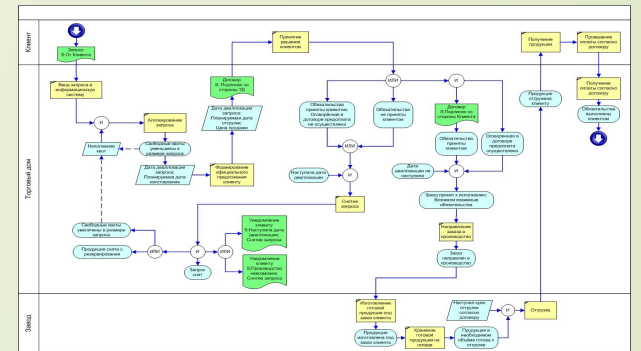 Клиент
Запрос
S:От Клиента
Принятие
решения
клиентом
Получение
продукции
Проведение
оплаты согласно
договору
Торговый дом
Ввод запроса в
информационную
систему
И
Аллокирование
запроса
Наполнение
квот
Свободные квоты
уменьшены в
размере запроса
Дата деаллокации
запроса;
Планируемая дата
изготовления
Формирование
официального
предложения
клиенту
Дата деаллокации
запроса;
Планируемая дата
отгрузки,
Цена продажи
Договор
S: Подписан со
стороны ТД
ИЛИ
Обязательства
приняты клиентом;
Оговорённая в
договоре предоплата
не осуществлена
Обязательства
не приняты
клиентом
ИЛИ
Наступила дата
деаллокации
И
Снятие
запроса
И
Договор
S:Подписан со
стороны Клиента
Обязательства
приняты
клиентом
Оговоренная в
договоре
предоплата
осуществлена
Дата
деаллокации не
наступила
И
Заказ принят к исполнению;
Возникли взаимные
обязательства
Направление
заказа в
производство
Заказ
направлен в
производство
Продукция
отгружена
клиенту
Получение
оплаты согласно
договору
Обязательства
выполнены
клиентом
Свободные квоты
увеличены в размере
запроса
Продукция снята с
резервирования
ИЛИ
И
Запрос
снят
ИЛИ
Уведомление
клиенту
S:Наступила дата
деаллокации,
Снятие запроса
Уведомление
клиенту
S:Производство
невозможно,
Снятие запроса
Завод
Изготовление
готовой
продукции под
заказ клиента
Продукция
изготовлена под
заказ клиента
Хранение
готовой
продукции на
складе
Продукция в
необходимом
объёме готова к
отгрузке
Наступил срок
отгрузки
согласно
договору
И
Отгрузка